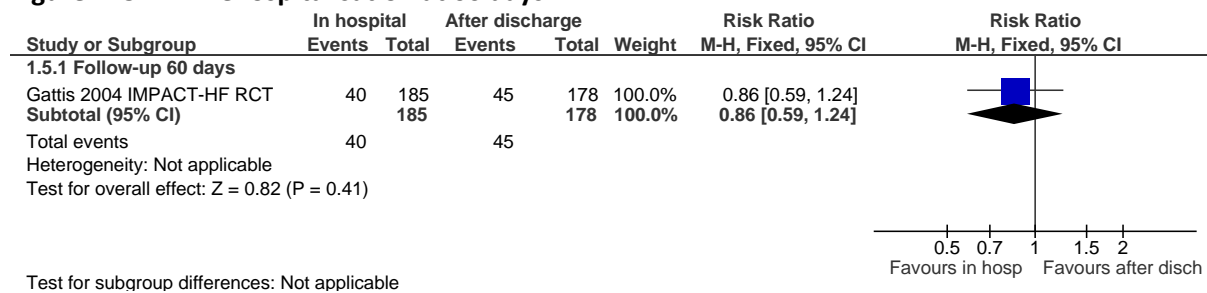 In hospital After discharge Risk Ratio Risk Ratio
Study or Subgroup Events Total Events Total Weight M-H, Fixed, 95% CI M-H, Fixed, 95% CI
1.5.1 Follow-up 60 days
Gattis 2004 IMPACT-HF RCT 40 185 45 178 100.0% 0.86 [0.59, 1.24]
Subtotal (95% CI) 185 178 100.0% 0.86 [0.59, 1.24]
Total events 40 45
Heterogeneity: Not applicable
Test for overall effect: Z = 0.82 (P = 0.41)
0.5 0.7 1 1.5 2
Favours in hosp Favours after disch
Test for subgroup differences: Not applicable